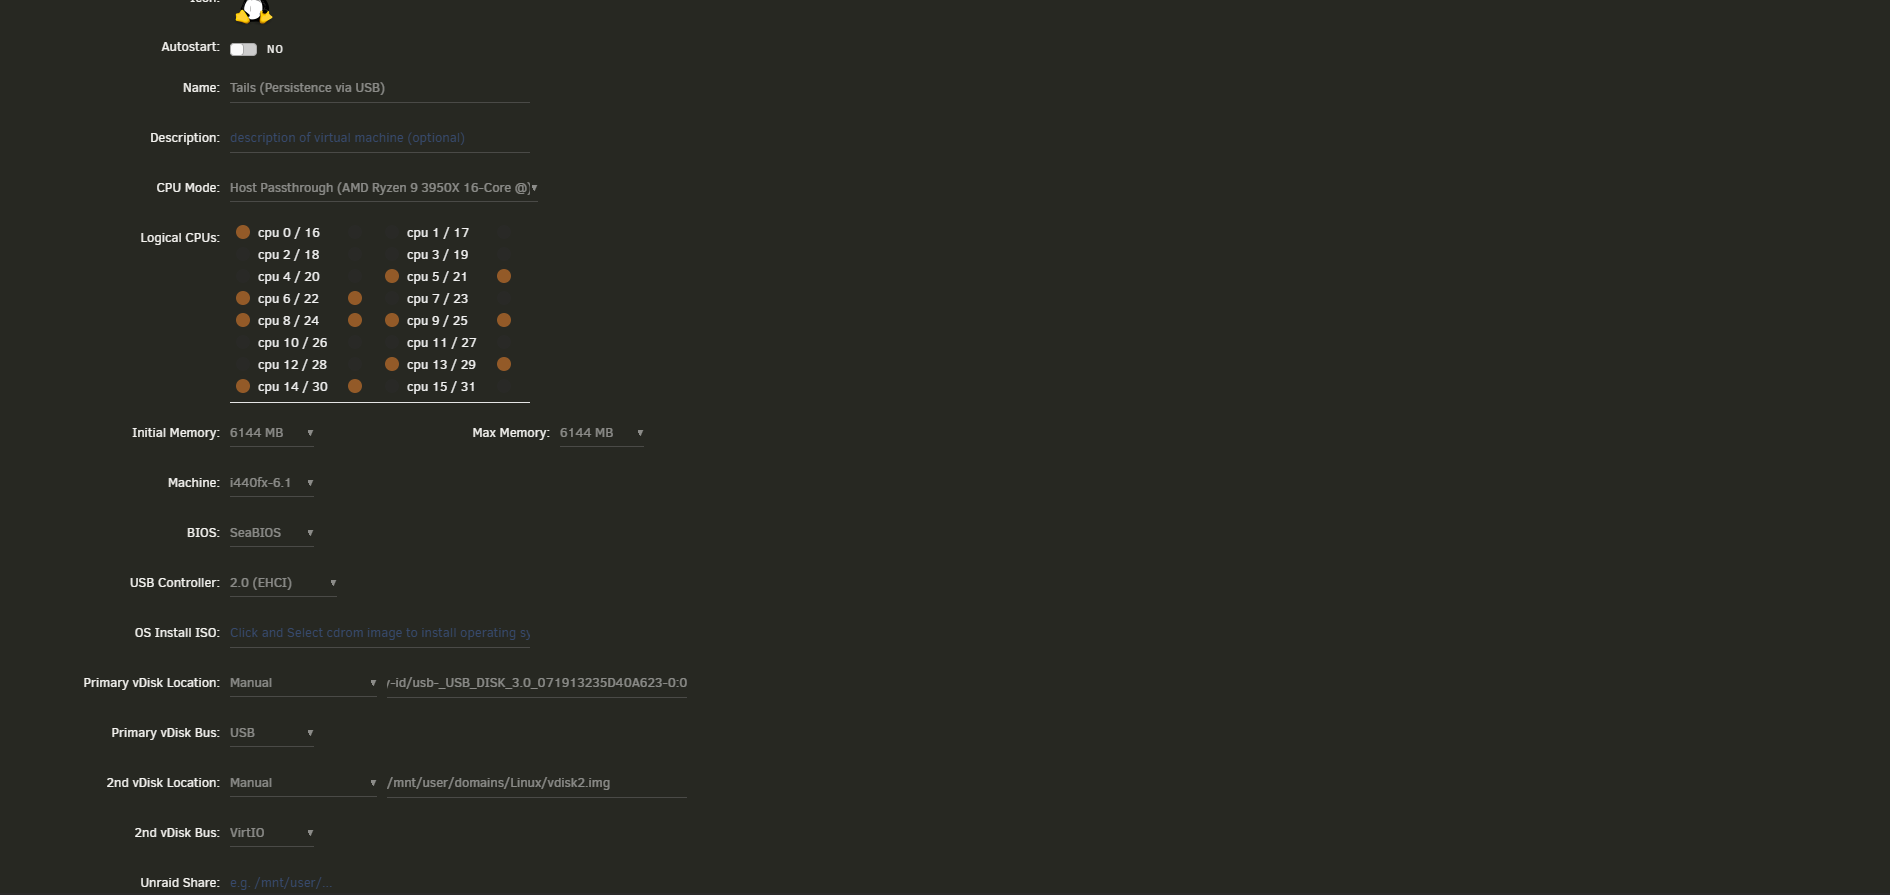 Icon:
Autostart: NO
Name: Tails (Persistence via USB)
Description: description of virtual machine (optional)
CPU Mode: Host Passthrough (AMD Ryzen 9 3950X 16-Core @)
Logical CPUs: cpu 0 / 16 cpu 1 / 17
cpu 2 / 18 cpu 3 / 19
cpu 4 / 20 cpu 5 / 21
cpu 6 / 22 cpu 7 / 23
cpu 8 / 24 cpu 9 / 25
cpu 10 / 26 cpu 11 / 27
cpu 12 / 28 cpu 13 / 29
cpu 14 / 30 cpu 15 / 31
Initial Memory: 6144 MB Max Memory: 6144 MB
Machine: i440fx-6.1
BIOS: SeaBIOS
USB Controller: 2.0 (EHCI)
OS Install ISO: Click and Select cdrom image to install operating sy
Primary vDisk Location: Manual y-id/usb-_USB_DISK_3.0_071913235D40A623-0:0
Primary vDisk Bus: USB
2nd vDisk Location: Manual /mnt/user/domains/Linux/vdisk2.img
2nd vDisk Bus: VirtIO
Unraid Share: e.g. /mnt/user/...